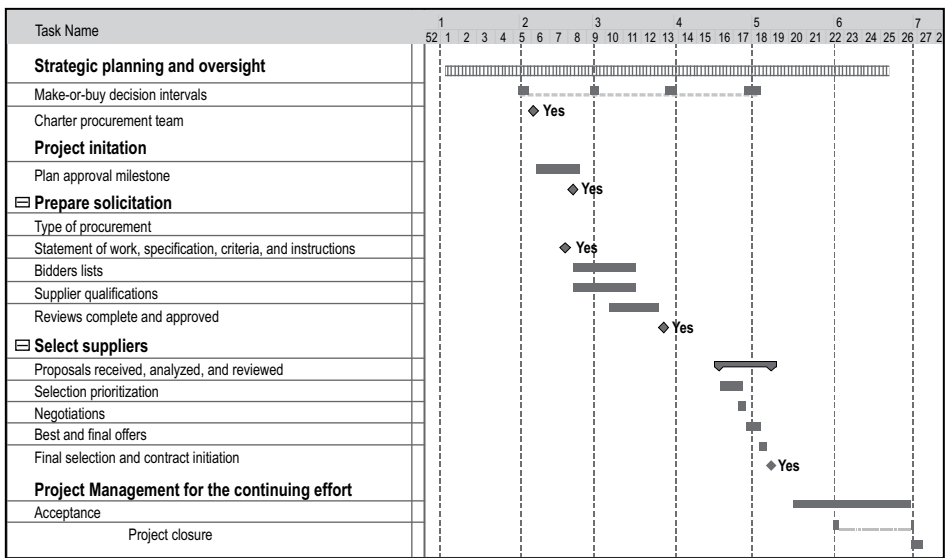 1 2 3 4 5 6 7
Task Name
52 1 2 3 4 5 6 7 8 9 10 11 12 13 14 15 16 17 18 19 20 21 22 23 24 25 26 27 2
Strategic planning and oversight
Make-or-buy decision intervals
Charter procurement team
Yes
Project initation
Plan approval milestone
Yes
Prepare solicitation
Type of procurement
Statement of work, specification, criteria, and instructions
Yes
Bidders lists
Supplier qualifications
Reviews complete and approved
Yes
Select suppliers
Proposals received, analyzed, and reviewed
Selection prioritization
Negotiations
Best and final offers
Final selection and contract initiation
Yes
Project Management for the continuing effort
Acceptance
Project closure